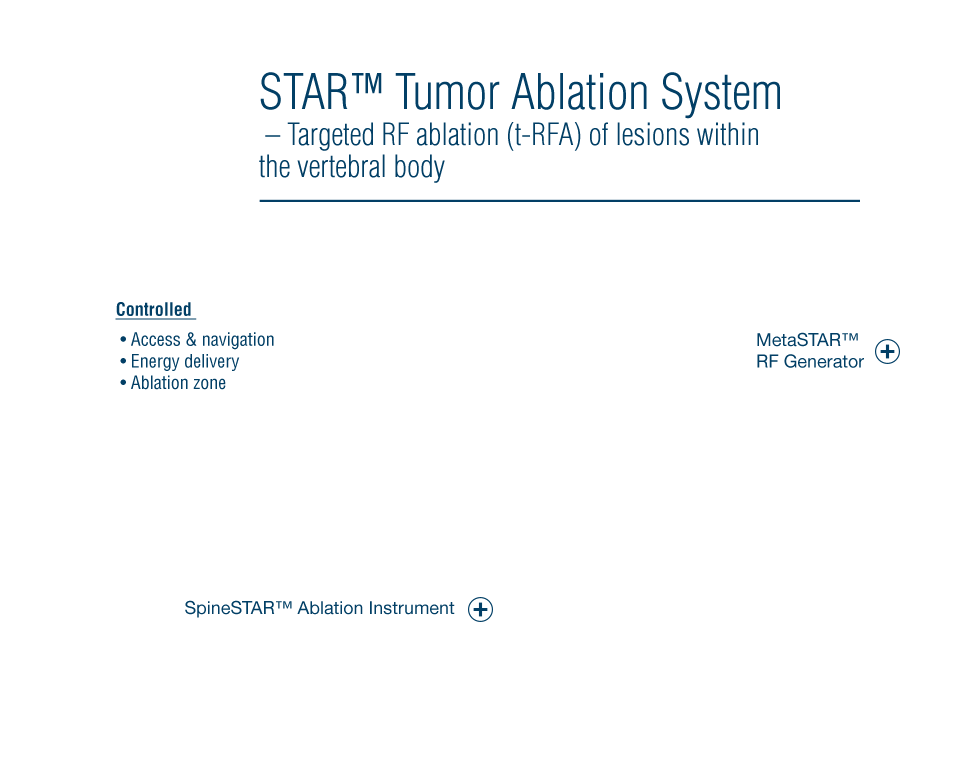 STAR™ Tumor Ablation System
– Targeted RF ablation (t-RFA) of lesions within
the vertebral body
Controlled
• Access & navigation
• Energy delivery
• Ablation zone
MetaSTAR™
RF Generator
SpineSTAR™ Ablation Instrument